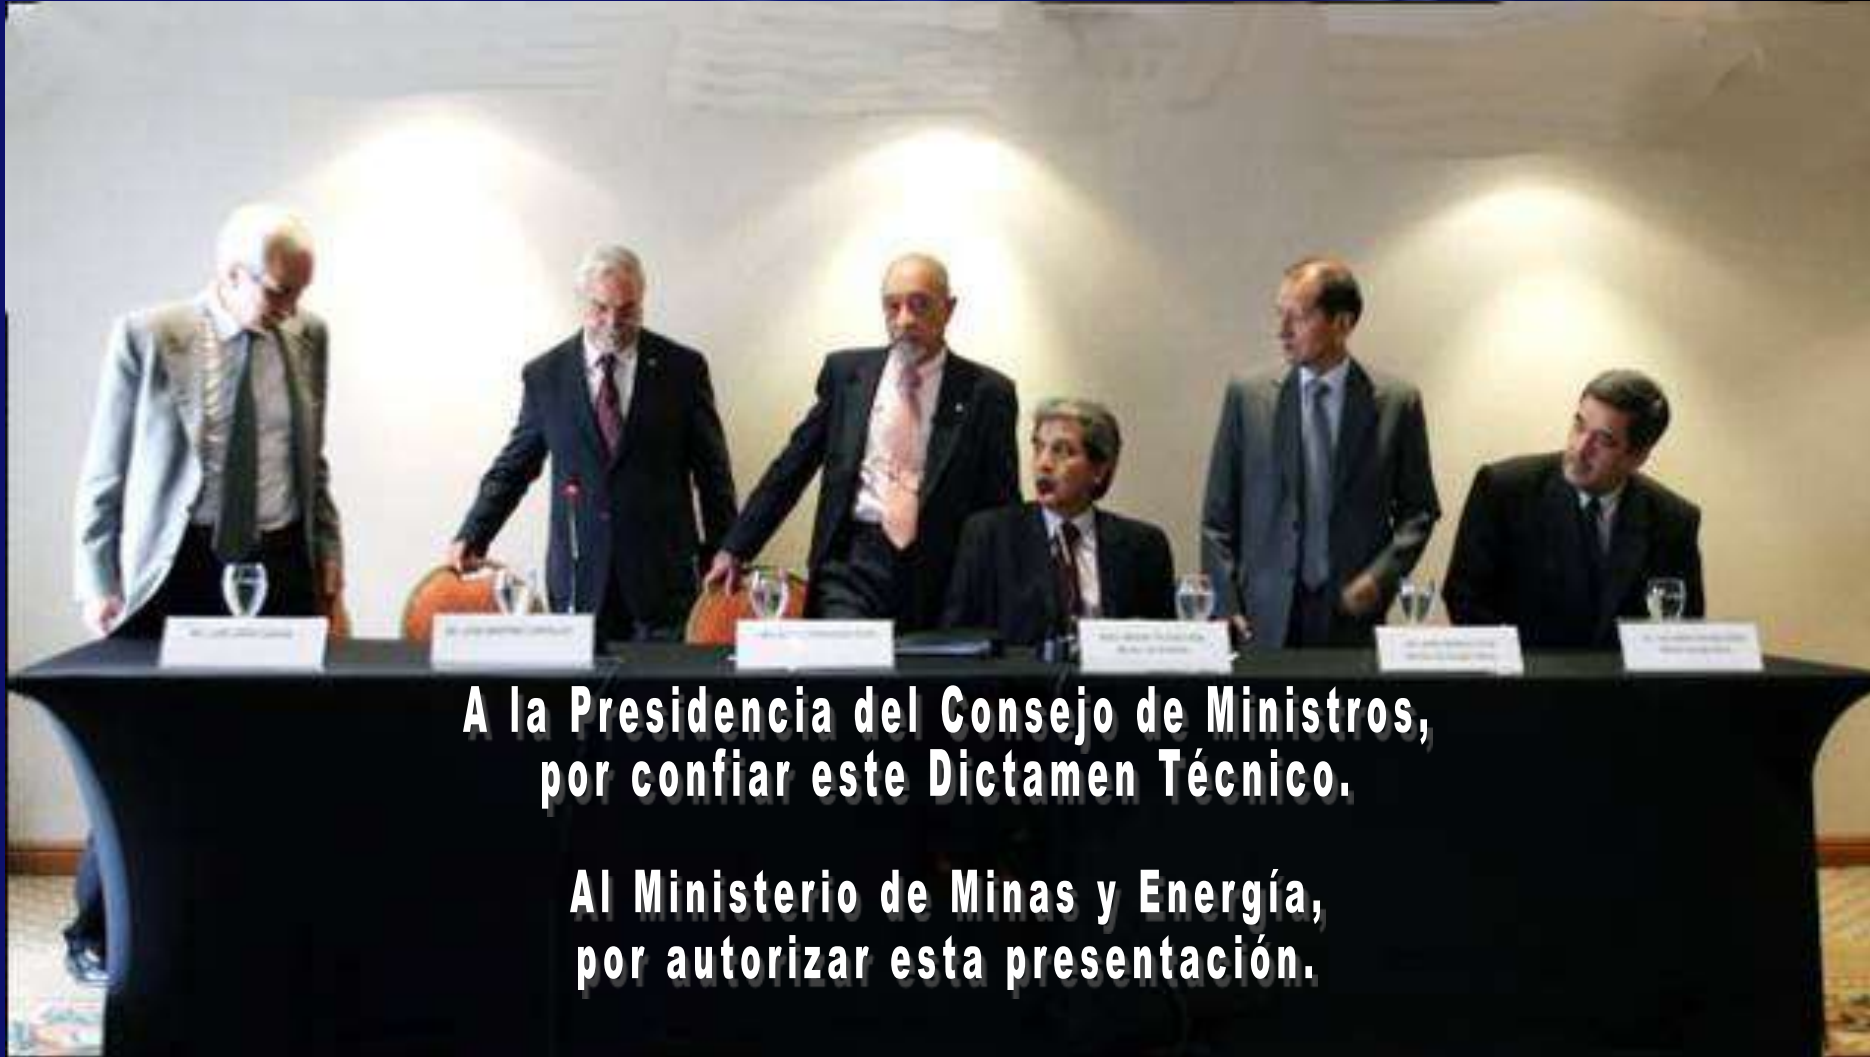 A la Presidencia del Consejo de Ministros,
por confiar este Dictamen Técnico.
Al Ministerio de Minas y Energía,
por autorizar esta presentación.